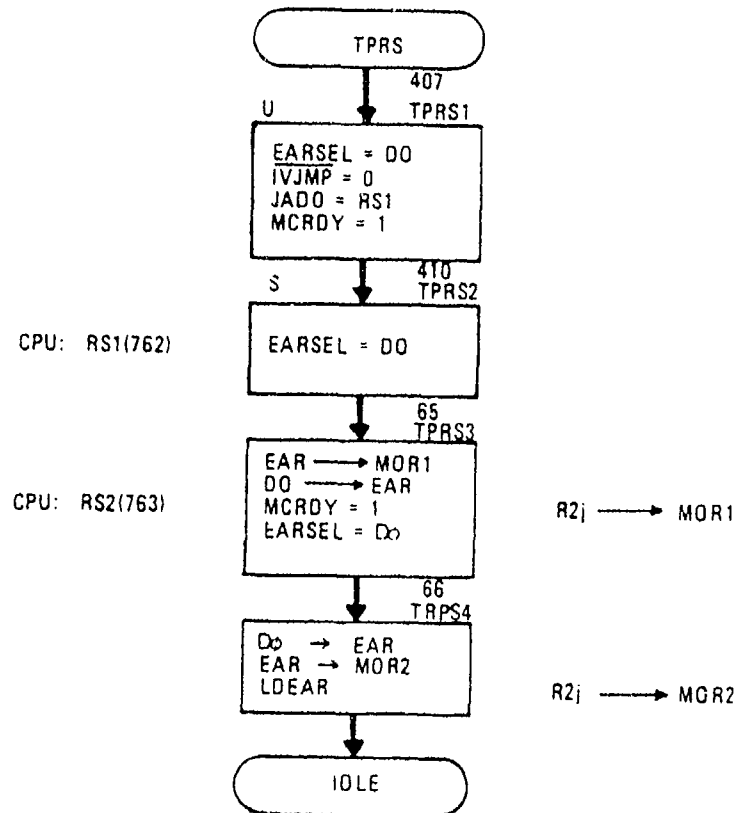 TPRS
407
U TPRS1
EARSEL = DO
IVJMP = 0
JADO = RS1
MCRDY = 1
410
S TPRS2
CPU: RS1(762) EARSEL = DO
65
TPRS3
EAR → MOR1
DO → EAR
CPU: RS2(763) MCRDY = 1 R2j → MOR1
EARSEL = Do
66
TRPS4
Dφ → EAR
EAR → MOR2
LDEAR R2j → MOR2
IDLE